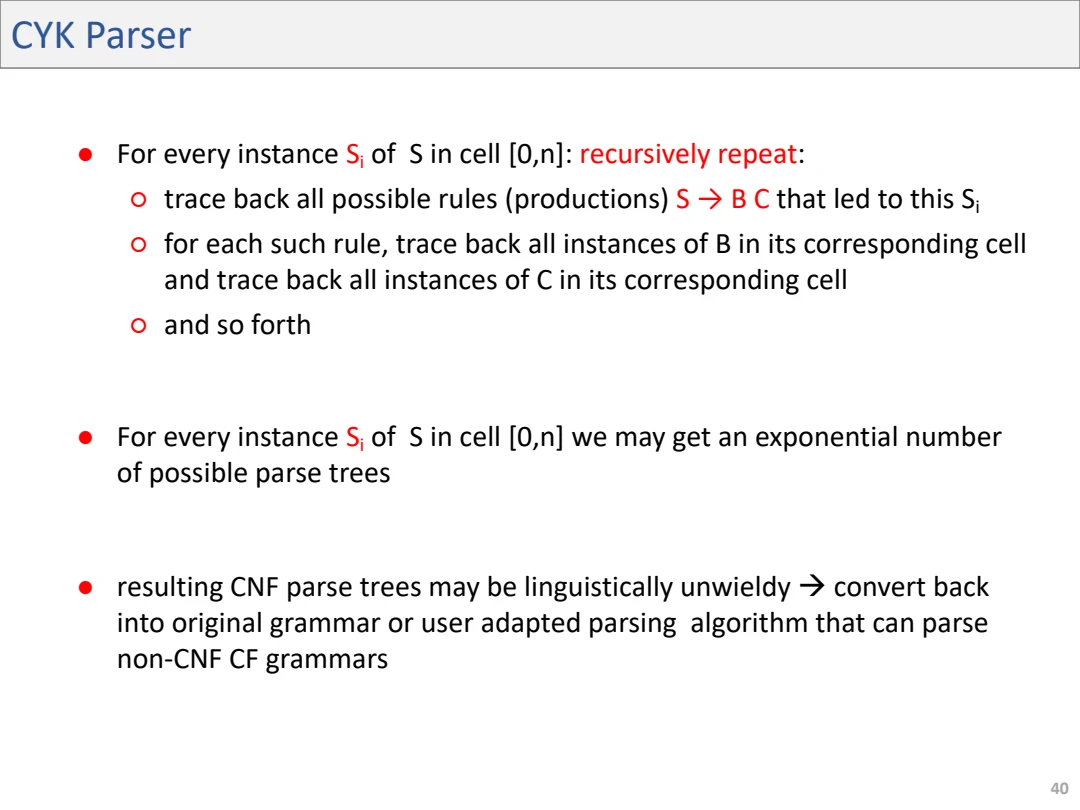 CYK Parser
● For every instance Sᵢ of S in cell [0,n]: recursively repeat:
○ trace back all possible rules (productions) S → B C that led to this Sᵢ
○ for each such rule, trace back all instances of B in its corresponding cell
and trace back all instances of C in its corresponding cell
○ and so forth
● For every instance Sᵢ of S in cell [0,n] we may get an exponential number
of possible parse trees
● resulting CNF parse trees may be linguistically unwieldy → convert back
into original grammar or user adapted parsing algorithm that can parse
non-CNF CF grammars
40